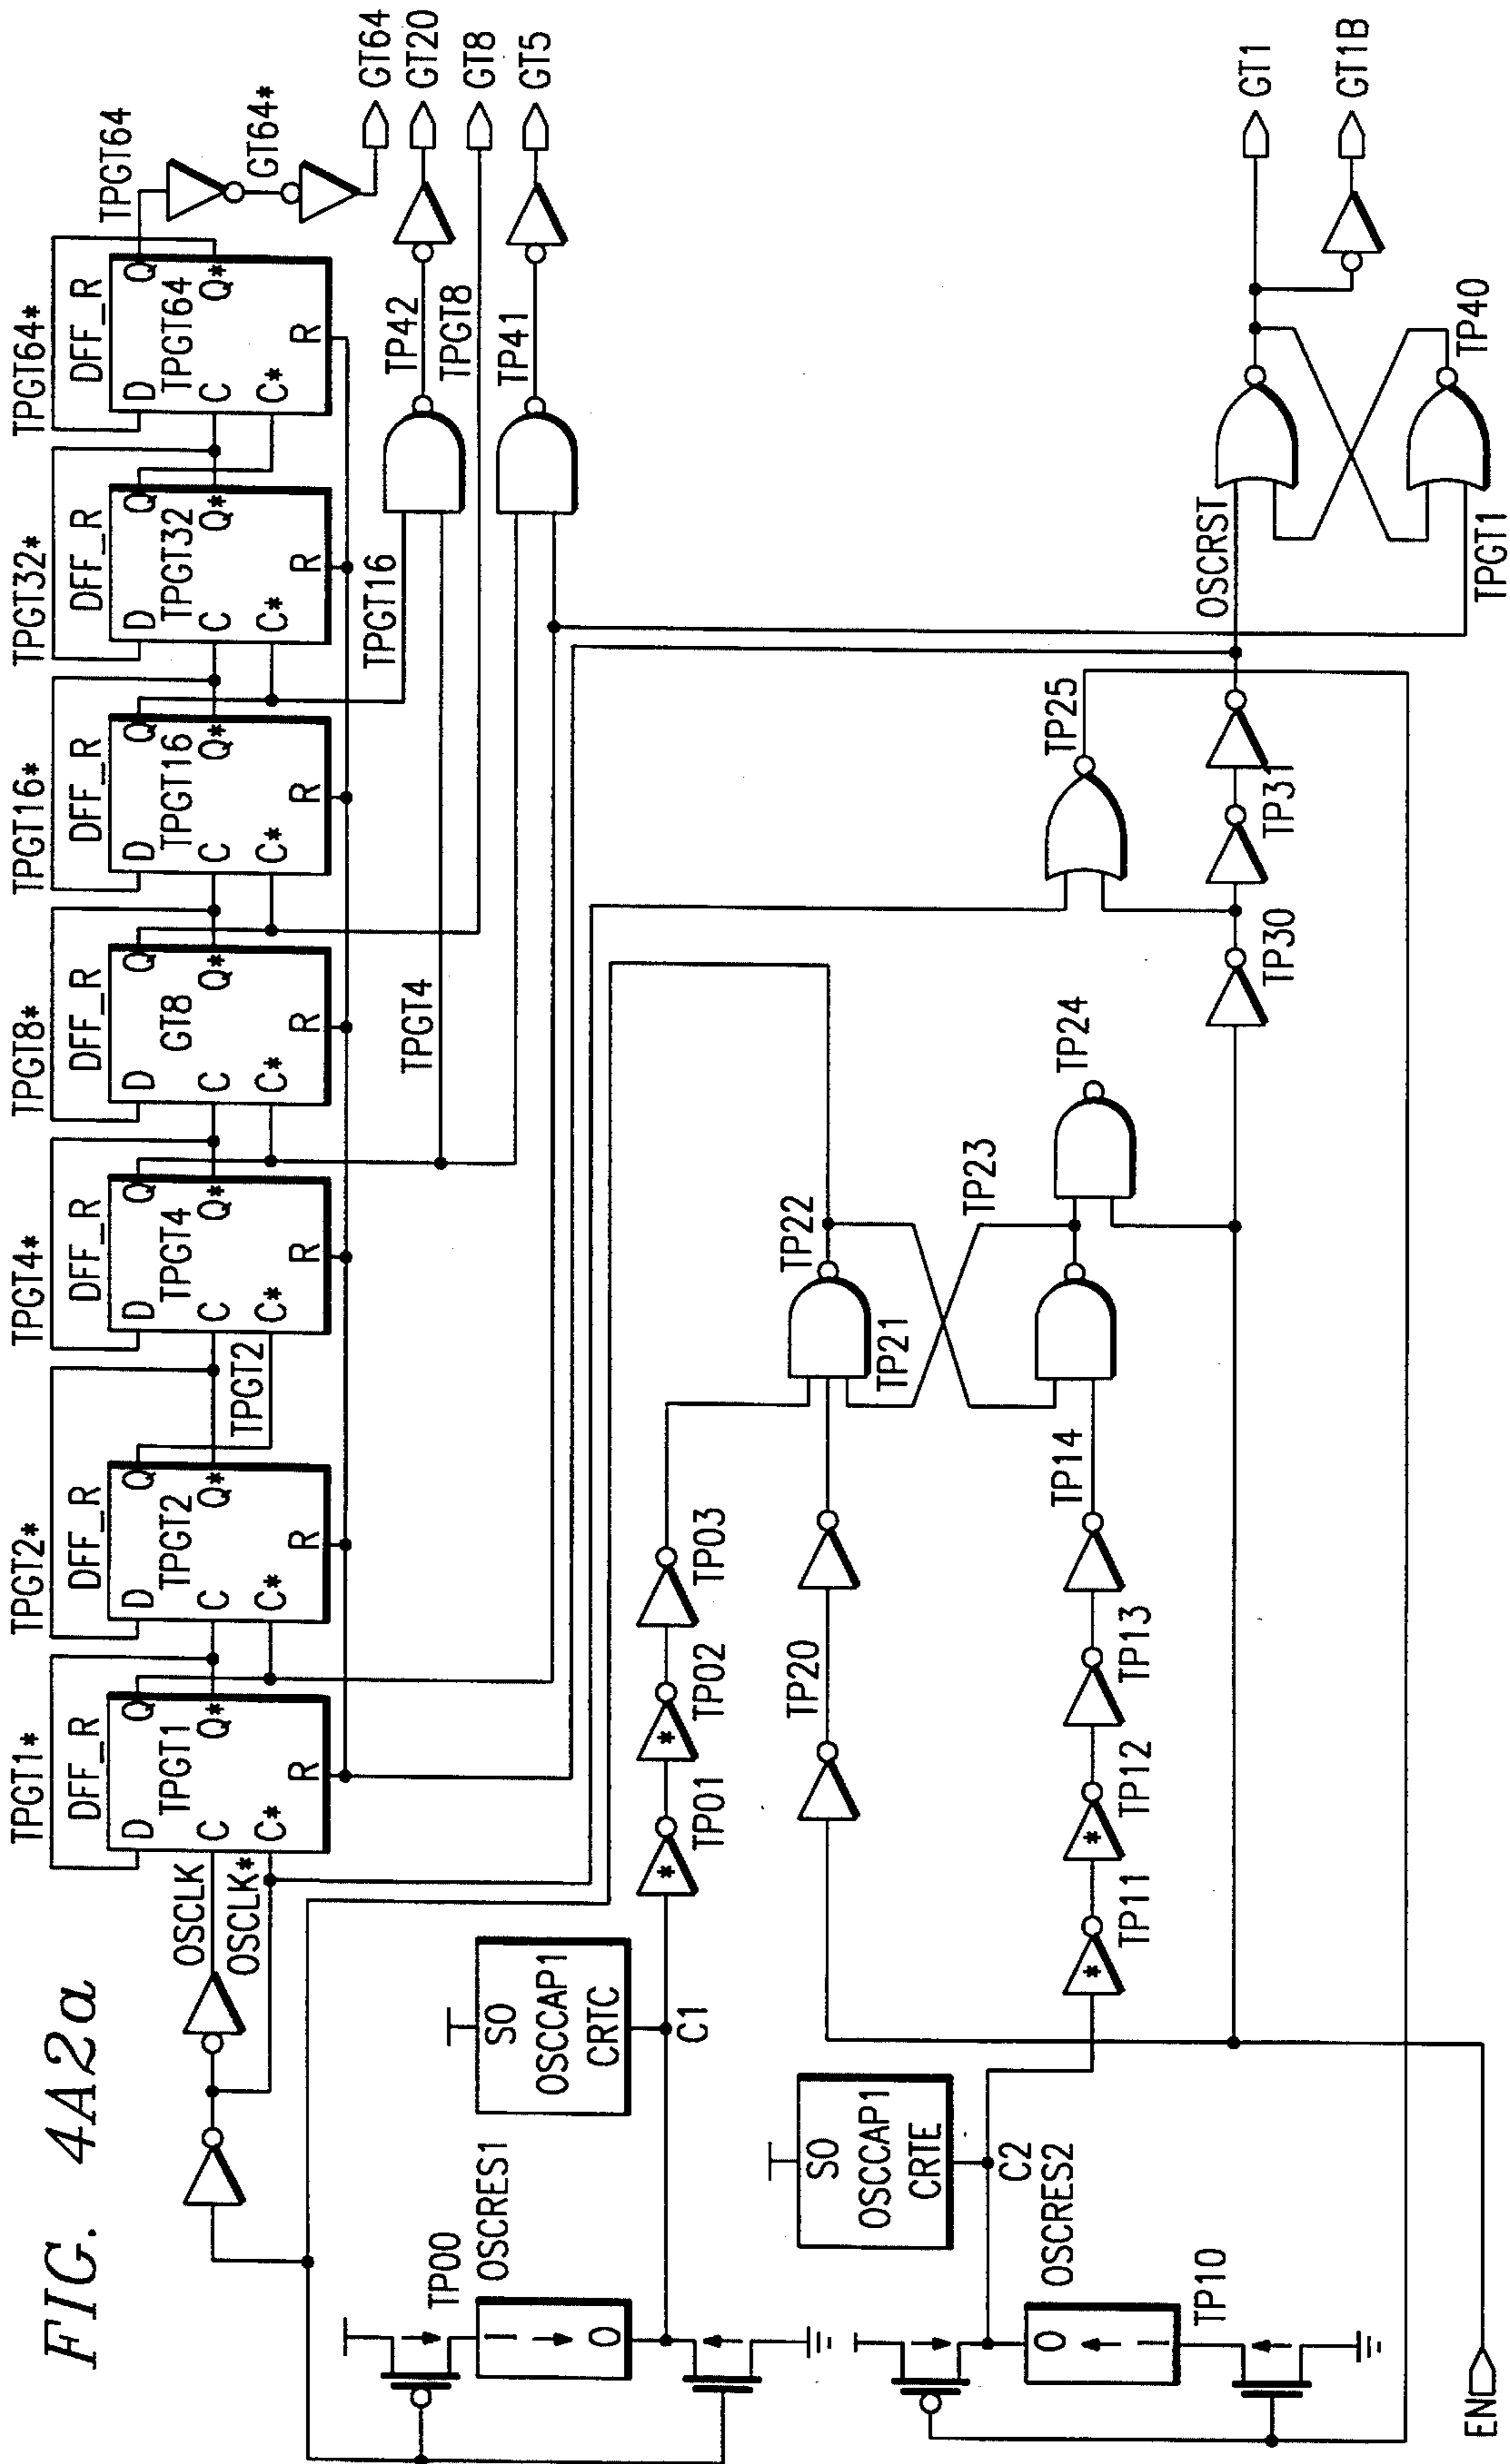 FIG. 4A2a
TPGT1*
TPGT2*
TPGT4*
TPGT8*
TPGT16*
TPGT32*
TPGT64*
DFF_R
D
Q
TPGT1
C
Q*
C*
R
DFF_R
D
Q
TPGT2
C
Q*
C*
R
DFF_R
D
Q
TPGT4
C
Q*
C*
R
DFF_R
D
Q
GT8
C
Q*
C*
R
DFF_R
D
Q
TPGT16
C
Q*
C*
R
DFF_R
D
Q
TPGT32
C
Q*
C*
R
DFF_R
D
Q
TPGT64
C
Q*
C*
R
OSCLK
OSCLK*
TPGT2
TPGT4
TPGT16
TPGT64
GT64*
GT64
TP42
GT20
TPGT8
GT8
TP41
GT5
TP00
OSCRES1
I
O
SO
OSCCAP1
CRTC
C1
*
TP01
*
TP02
TP03
SO
OSCCAP1
CRTE
C2
OSCRES2
O
I
TP10
TP20
TP21
TP22
TP23
TP24
*
TP11
*
TP12
TP13
TP14
TP25
TP30
TP31
OSCRST
TPGT1
TP40
GT1
GT1B
EN